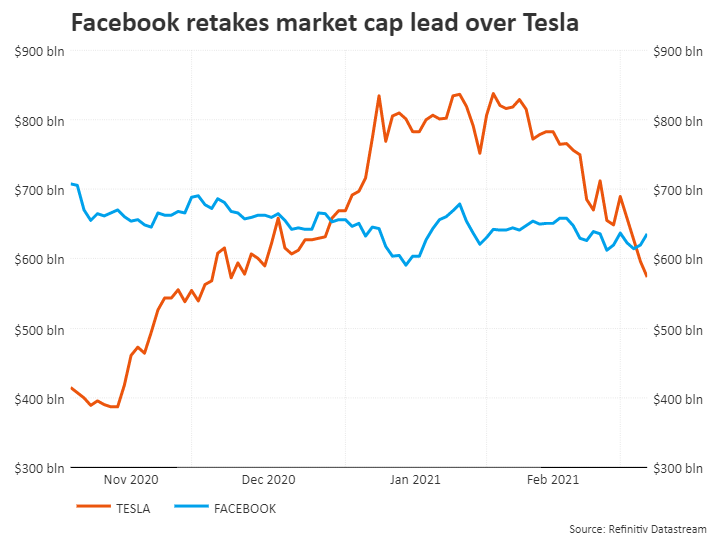 Facebook retakes market cap lead over Tesla
$900 bln $900 bln
$800 bln $800 bln
$700 bln $700 bln
$600 bln $600 bln
$500 bln $500 bln
$400 bln $400 bln
$300 bln $300 bln
Nov 2020 Dec 2020 Jan 2021 Feb 2021
TESLA FACEBOOK
Source: Refinitiv Datastream